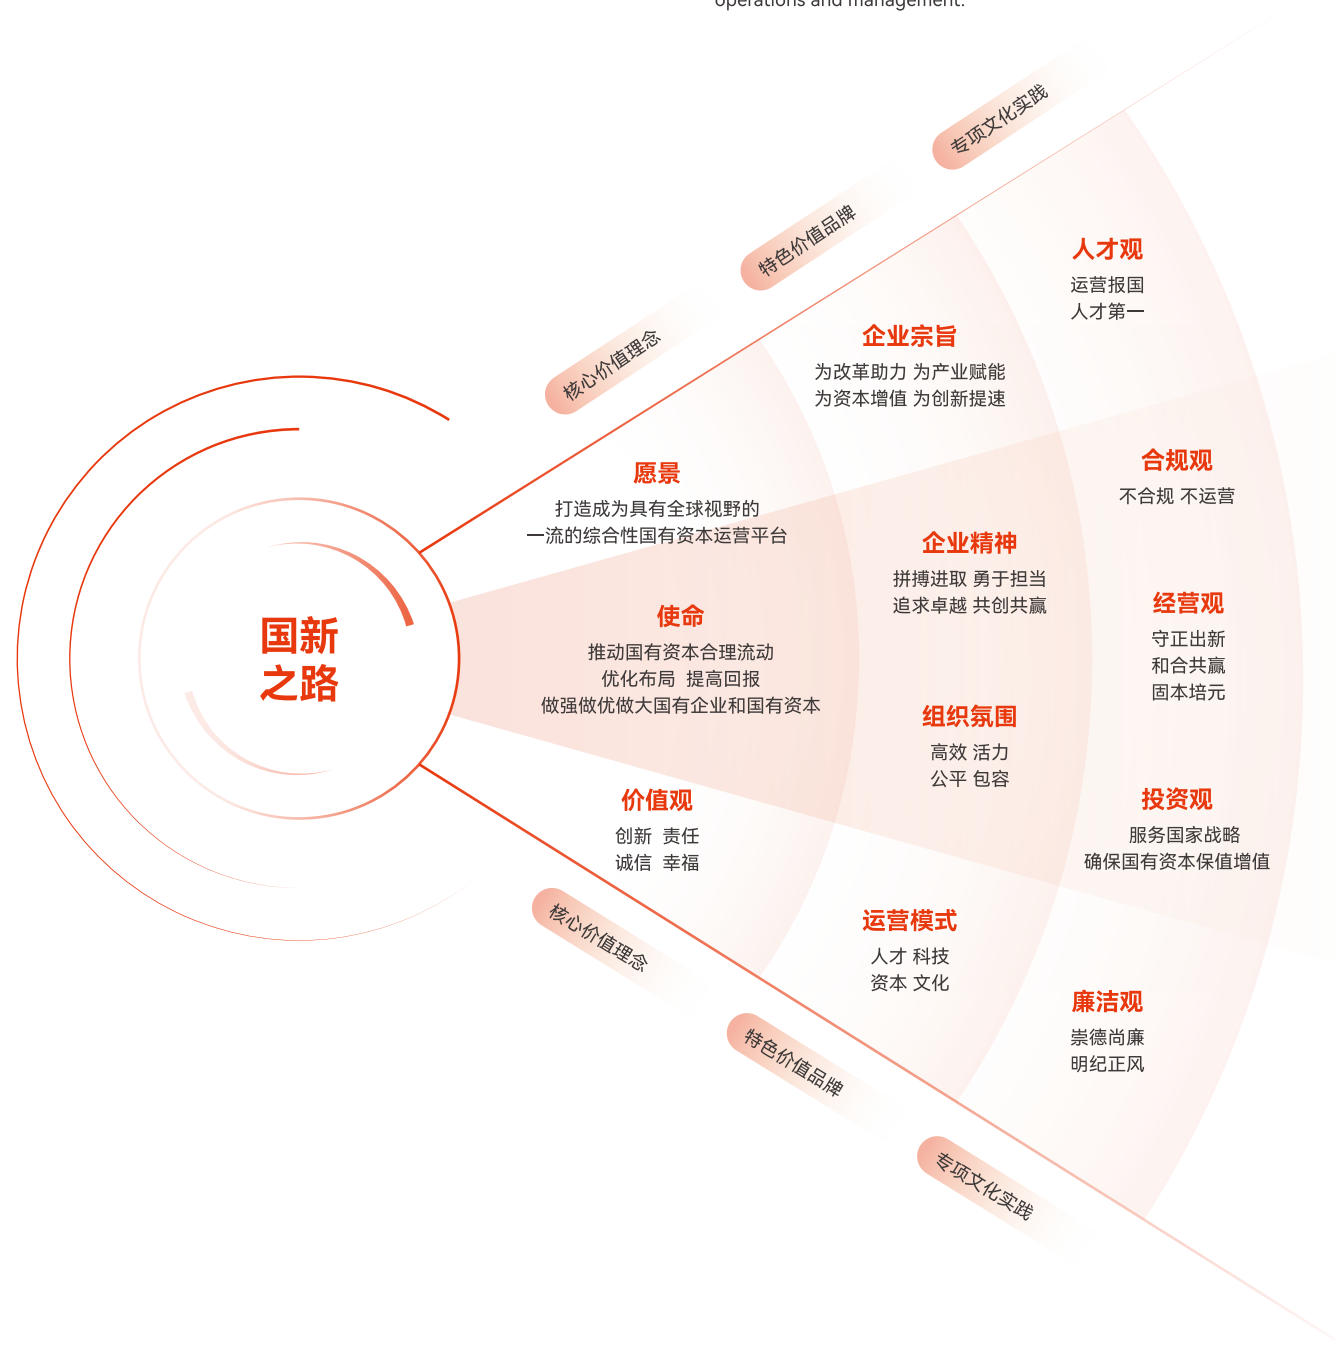 operations and management.
专项文化实践
特色价值品牌
核心价值理念
国新
之路
愿景
打造成为具有全球视野的
一流的综合性国有资本运营平台
使命
推动国有资本合理流动
优化布局 提高回报
做强做优做大国有企业和国有资本
价值观
创新 责任
诚信 幸福
企业宗旨
为改革助力 为产业赋能
为资本增值 为创新提速
企业精神
拼搏进取 勇于担当
追求卓越 共创共赢
组织氛围
高效 活力
公平 包容
运营模式
人才 科技
资本 文化
人才观
运营报国
人才第一
合规观
不合规 不运营
经营观
守正出新
和合共赢
固本培元
投资观
服务国家战略
确保国有资本保值增值
廉洁观
崇德尚廉
明纪正风
核心价值理念
特色价值品牌
专项文化实践